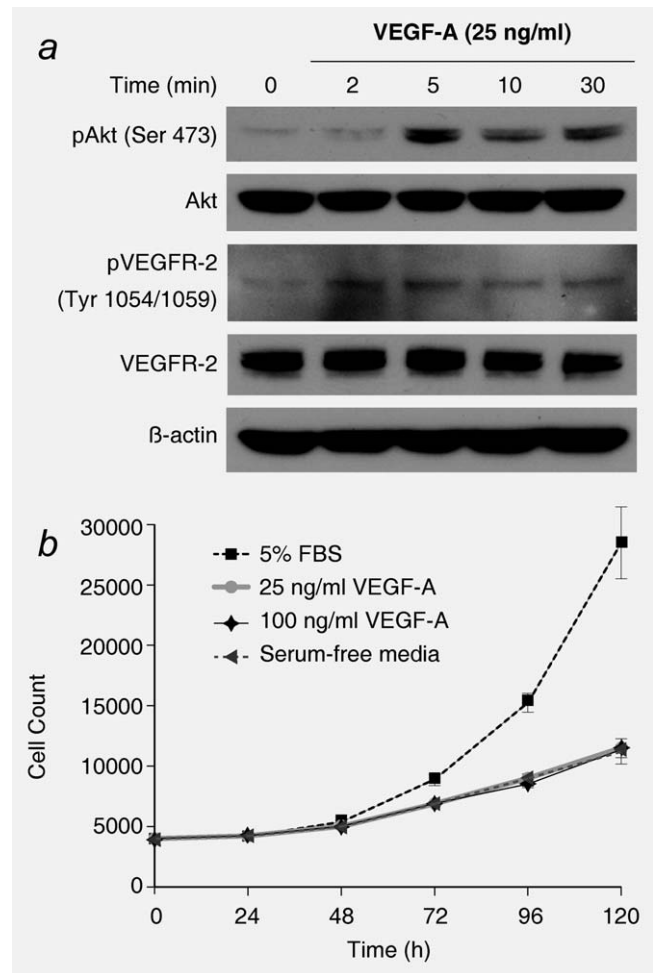 a
VEGF-A (25 ng/ml)
Time (min) 0 2 5 10 30
pAkt (Ser 473)
Akt
pVEGFR-2
(Tyr 1054/1059)
VEGFR-2
ß-actin
b
30000
25000
20000
15000
10000
5000
0
Cell Count
5% FBS
25 ng/ml VEGF-A
100 ng/ml VEGF-A
Serum-free media
0 24 48 72 96 120
Time (h)